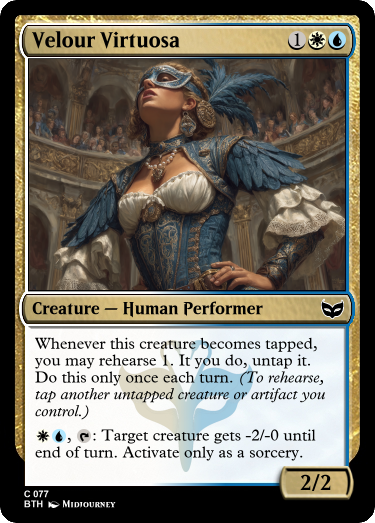 Velour Virtuosa 1
Creature — Human Performer
Whenever this creature becomes tapped,
you may rehearse 1. It you do, untap it.
Do this only once each turn. (To rehearse,
tap another untapped creature or artifact you
control.)
, : Target creature gets -2/-0 until
end of turn. Activate only as a sorcery.
2/2
C 077
BTH Midjourney